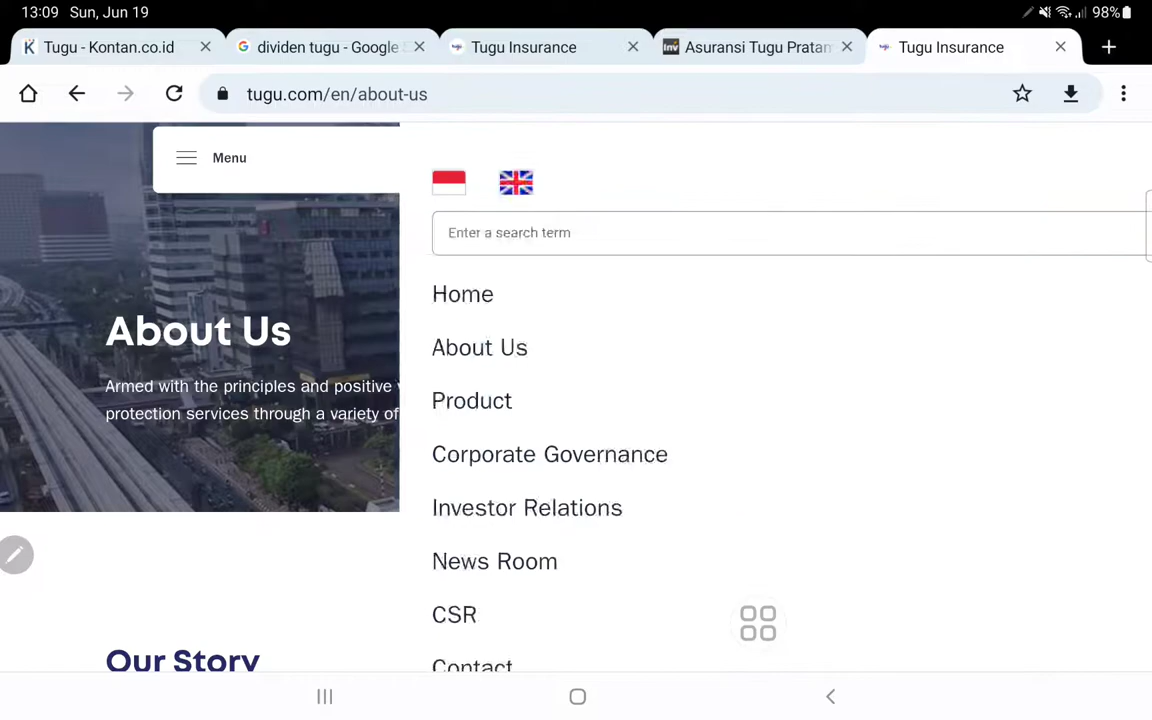 13:09 Sun, Jun 19
98%
Tugu - Kontan.co.id
dividen tugu - Google
Tugu Insurance
Asuransi Tugu Pratam
Tugu Insurance
tugu.com/en/about-us
Menu
Enter a search term
Home
About Us
About Us
Armed with the principles and positive
protection services through a variety of
Product
Corporate Governance
Investor Relations
News Room
CSR
Contact
Our Story